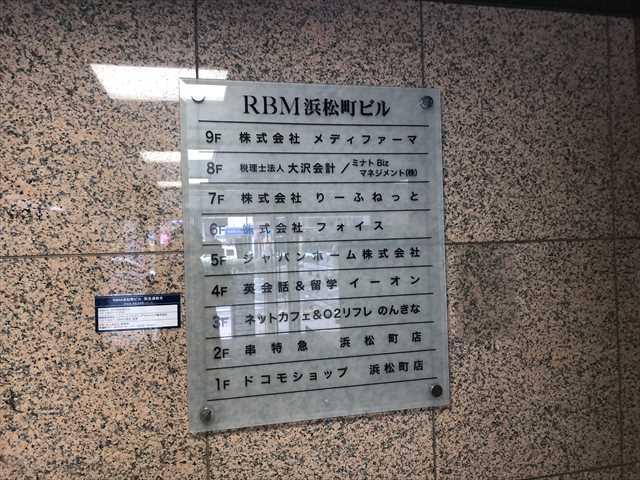 RBM浜松町ビル
9F 株式会社 メディファーマ
8F 税理士法人 大沢会計／ミナト Biz マネジメント(株)
7F 株式会社 りーふねっと
6F 株式会社 フォイス
5F ジャパンホーム株式会社
4F 英会話&留学 イーオン
3F ネットカフェ&O2リフレ のんきな
2F 串特急 浜松町店
1F ドコモショップ 浜松町店